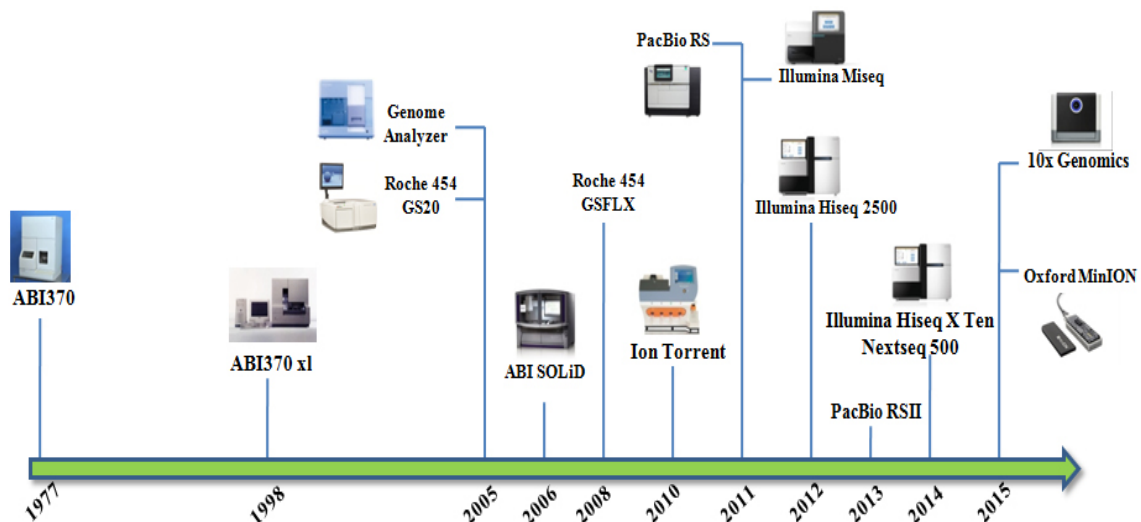 PacBio RS
Illumina Miseq
Genome
Analyzer
10x Genomics
Roche 454
GS20
Roche 454
GSFLX
Illumina Hiseq 2500
ABI370
Oxford MinION
Illumina Hiseq X Ten
Nextseq 500
ABI370 xl
ABI SOLiD
Ion Torrent
PacBio RSII
1977
1998
2005
2006
2008
2010
2011
2012
2013
2014
2015